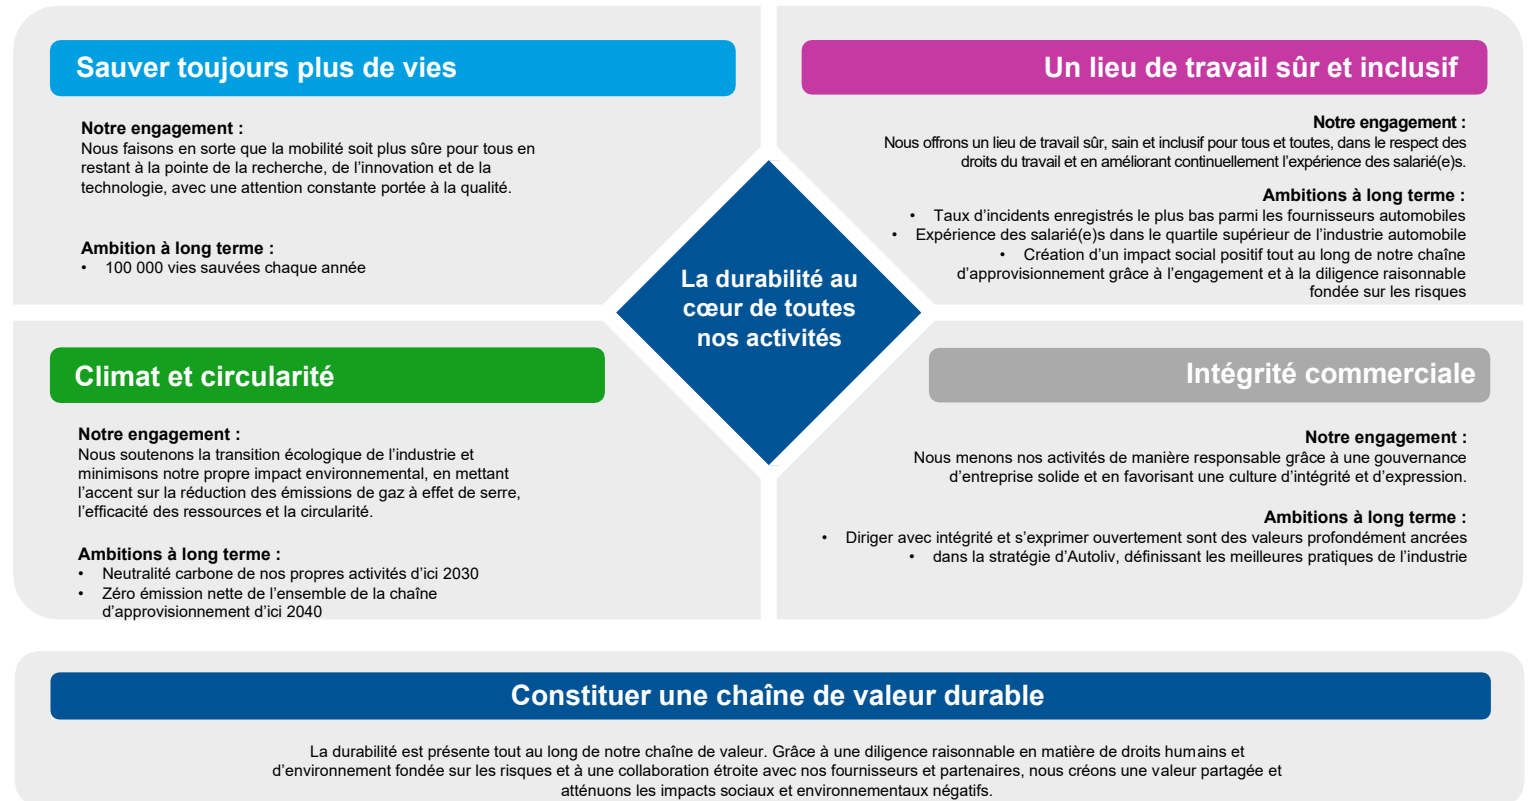 Sauver toujours plus de vies
Notre engagement :
Nous faisons en sorte que la mobilité soit plus sûre pour tous en
restant à la pointe de la recherche, de l'innovation et de la
technologie, avec une attention constante portée à la qualité.
Ambition à long terme :
• 100 000 vies sauvées chaque année
Un lieu de travail sûr et inclusif
Notre engagement :
Nous offrons un lieu de travail sûr, sain et inclusif pour tous et toutes, dans le respect des
droits du travail et en améliorant continuellement l'expérience des salarié(e)s.
Ambitions à long terme :
• Taux d'incidents enregistrés le plus bas parmi les fournisseurs automobiles
• Expérience des salarié(e)s dans le quartile supérieur de l'industrie automobile
• Création d'un impact social positif tout au long de notre chaîne
d'approvisionnement grâce à l'engagement et à la diligence raisonnable
fondée sur les risques
La durabilité au
cœur de toutes
nos activités
Climat et circularité
Notre engagement :
Nous soutenons la transition écologique de l'industrie et
minimisons notre propre impact environnemental, en mettant
l'accent sur la réduction des émissions de gaz à effet de serre,
l'efficacité des ressources et la circularité.
Ambitions à long terme :
• Neutralité carbone de nos propres activités d'ici 2030
• Zéro émission nette de l'ensemble de la chaîne
d'approvisionnement d'ici 2040
Intégrité commerciale
Notre engagement :
Nous menons nos activités de manière responsable grâce à une gouvernance
d'entreprise solide et en favorisant une culture d'intégrité et d'expression.
Ambitions à long terme :
• Diriger avec intégrité et s'exprimer ouvertement sont des valeurs profondément ancrées
• dans la stratégie d'Autoliv, définissant les meilleures pratiques de l'industrie
Constituer une chaîne de valeur durable
La durabilité est présente tout au long de notre chaîne de valeur. Grâce à une diligence raisonnable en matière de droits humains et
d'environnement fondée sur les risques et à une collaboration étroite avec nos fournisseurs et partenaires, nous créons une valeur partagée et
atténuons les impacts sociaux et environnementaux négatifs.